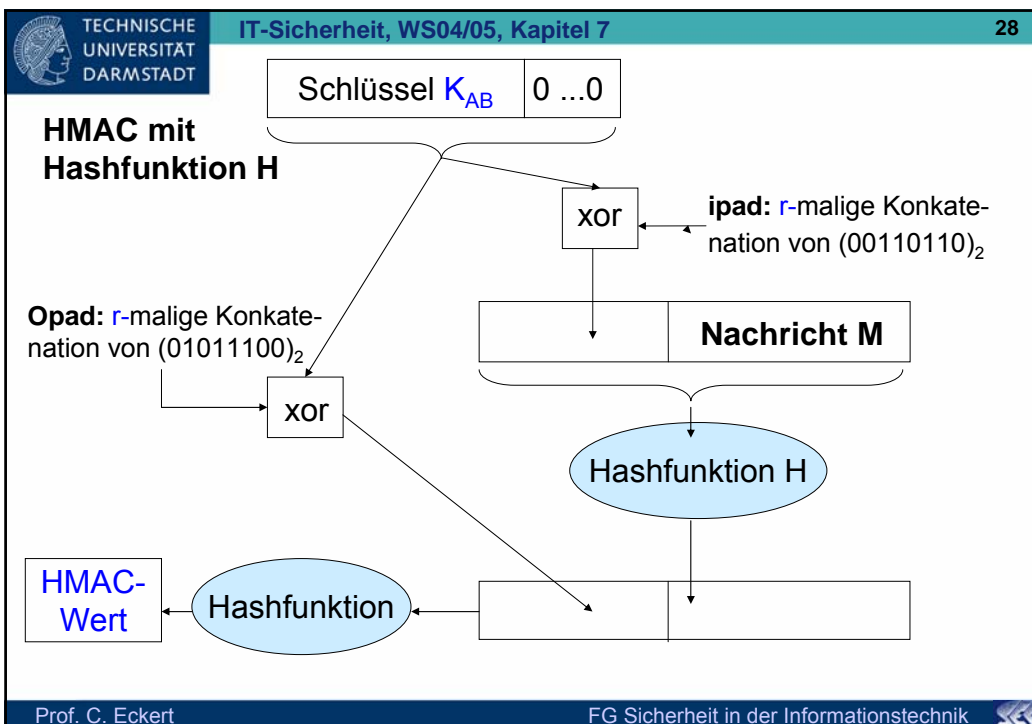 TECHNISCHE
UNIVERSITÄT
DARMSTADT
IT-Sicherheit, WS04/05, Kapitel 7
28
Schlüssel K_AB 0 ...0
HMAC mit
Hashfunktion H
xor
ipad: r-malige Konkate-
nation von (00110110)₂
Opad: r-malige Konkate-
nation von (01011100)₂
Nachricht M
xor
Hashfunktion H
HMAC-
Wert
Hashfunktion
Prof. C. Eckert
FG Sicherheit in der Informationstechnik